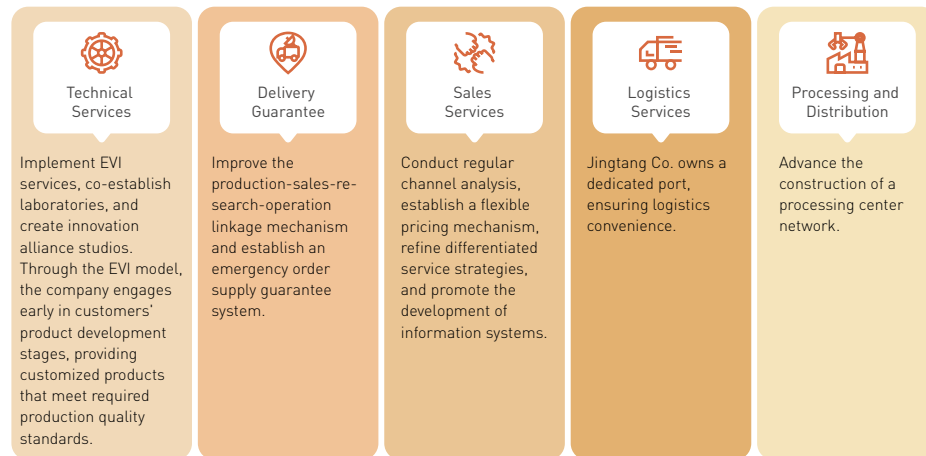 Technical
Services
Implement EVI
services, co-establish
laboratories, and
create innovation
alliance studios.
Through the EVI model,
the company engages
early in customers'
product development
stages, providing
customized products
that meet required
production quality
standards.
Delivery
Guarantee
Improve the
production-sales-re-
search-operation
linkage mechanism
and establish an
emergency order
supply guarantee
system.
Sales
Services
Conduct regular
channel analysis,
establish a flexible
pricing mechanism,
refine differentiated
service strategies,
and promote the
development of
information systems.
Logistics
Services
Jingtang Co. owns a
dedicated port,
ensuring logistics
convenience.
Processing and
Distribution
Advance the
construction of a
processing center
network.